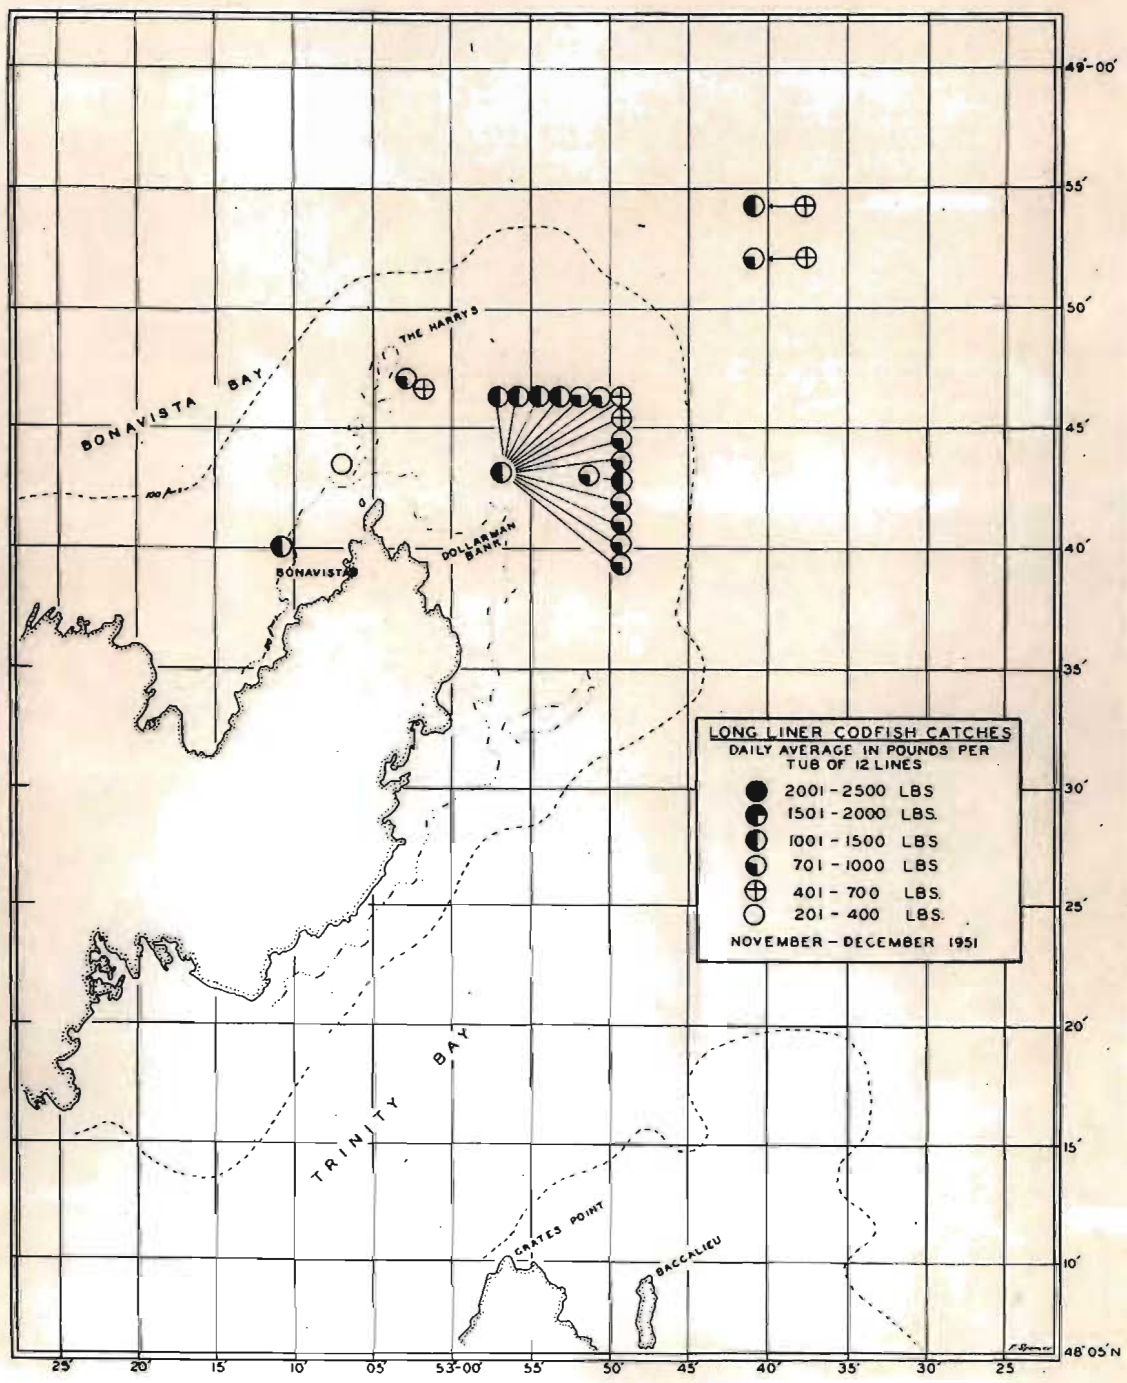 49°-00′
55′
50′
THE HARRYS
BONAVISTA BAY
45′
DOLLARMAN
BANK
40′
BONAVISTA
35′
LONG LINER CODFISH CATCHES
DAILY AVERAGE IN POUNDS PER
TUB OF 12 LINES
2001-2500 LBS
1501-2000 LBS.
1001-1500 LBS
701-1000 LBS
401-700 LBS.
201-400 LBS.
NOVEMBER-DECEMBER 1951
30′
25′
20′
TRINITY BAY
15′
GRATES POINT
BACCALIEU
10′
48°05′N
25′ 20′ 15′ 10′ 05′ 53°00′ 55′ 50′ 45′ 40′ 35′ 30′ 25